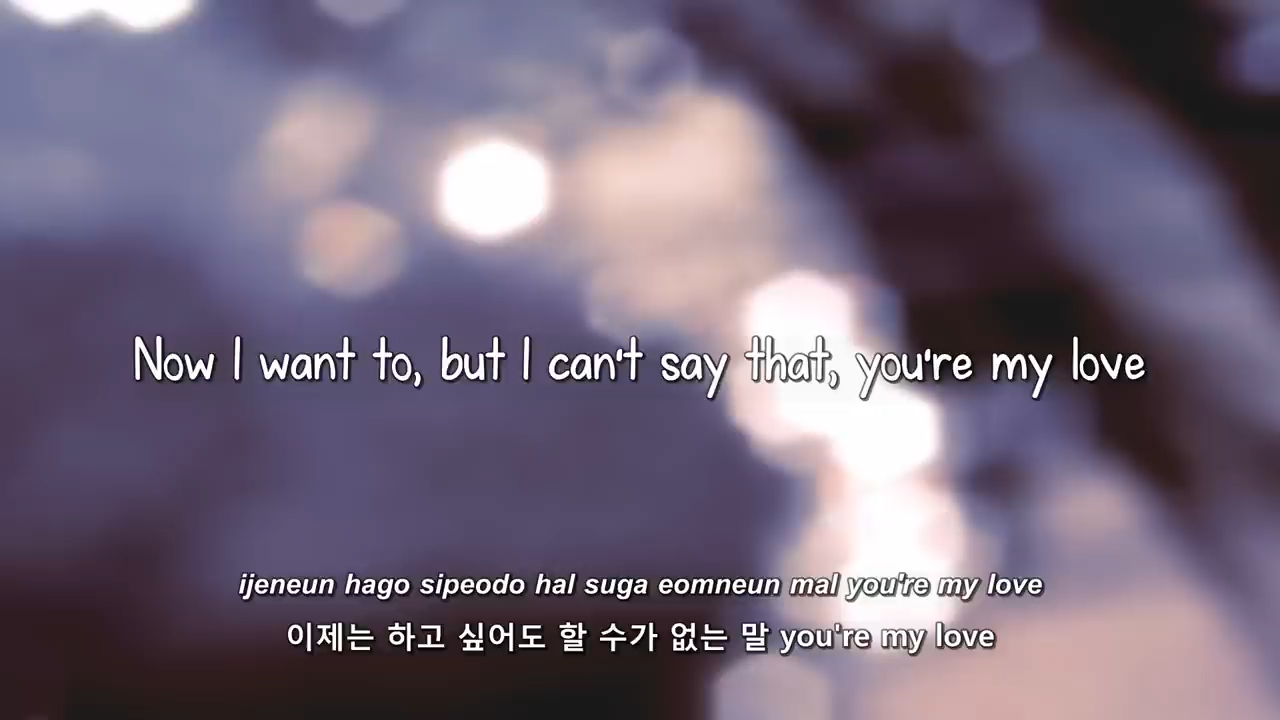 Now I want to, but I can't say that, you're my love
ijeneun hago sipeodo hal suga eomneun mal you're my love
이제는 하고 싶어도 할 수가 없는 말 you're my love